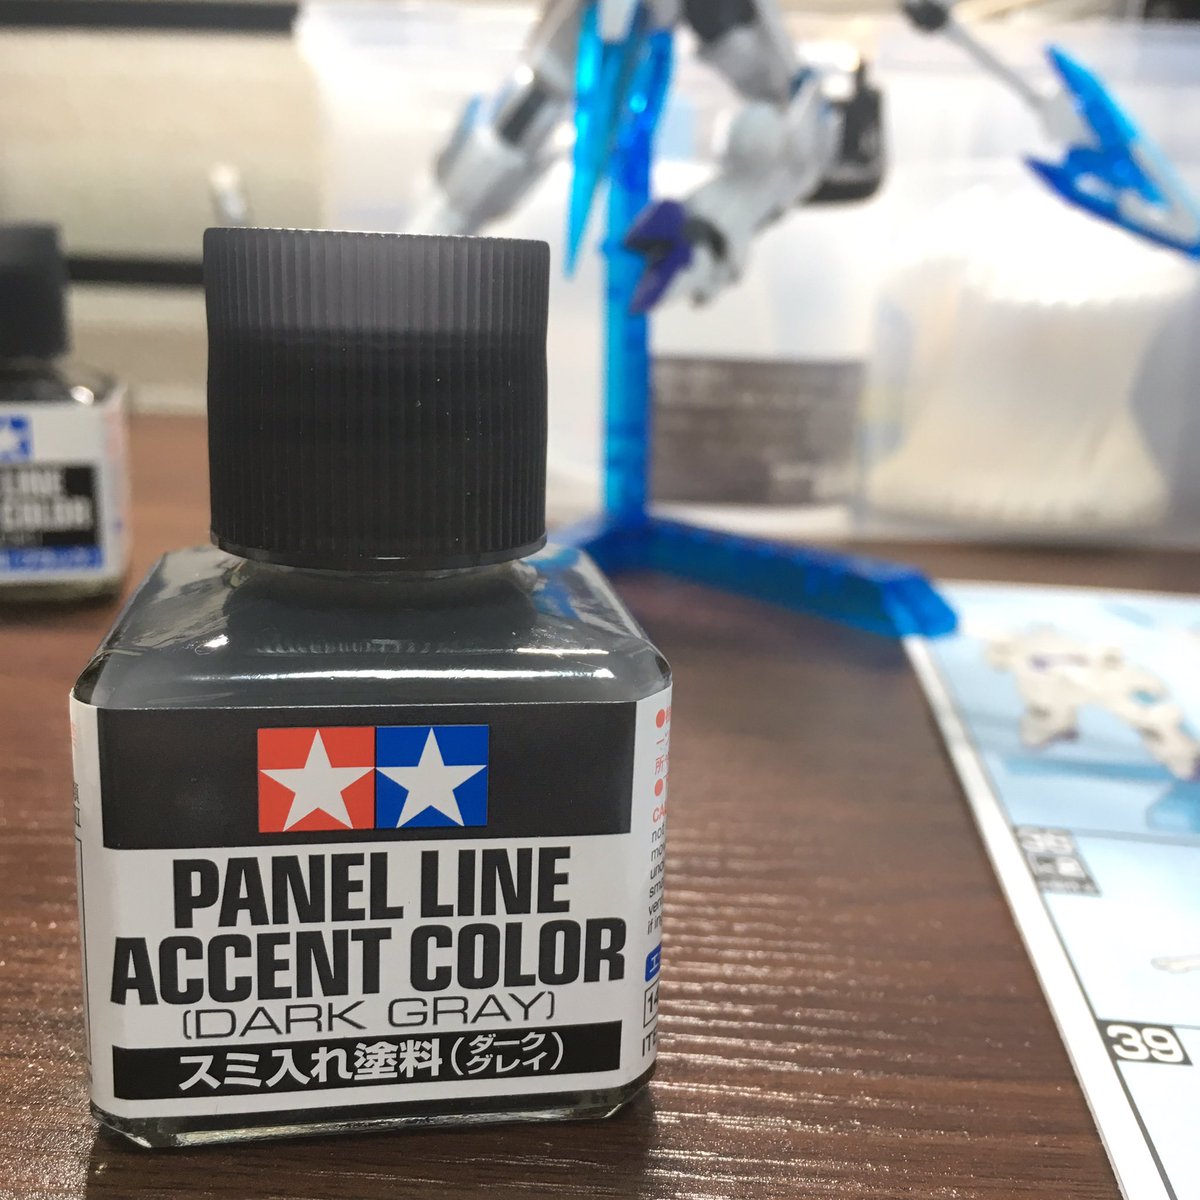 PANEL LINE
ACCENT COLOR
(DARK GRAY)
スミ入れ塗料(ダークグレイ)
LINE
COLOR
38
39